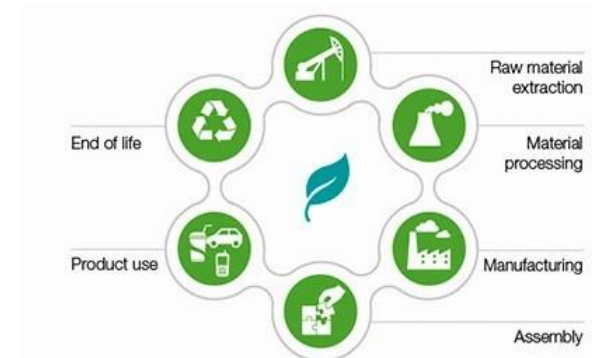 Raw material
extraction
End of life
Material
processing
Product use
Manufacturing
Assembly